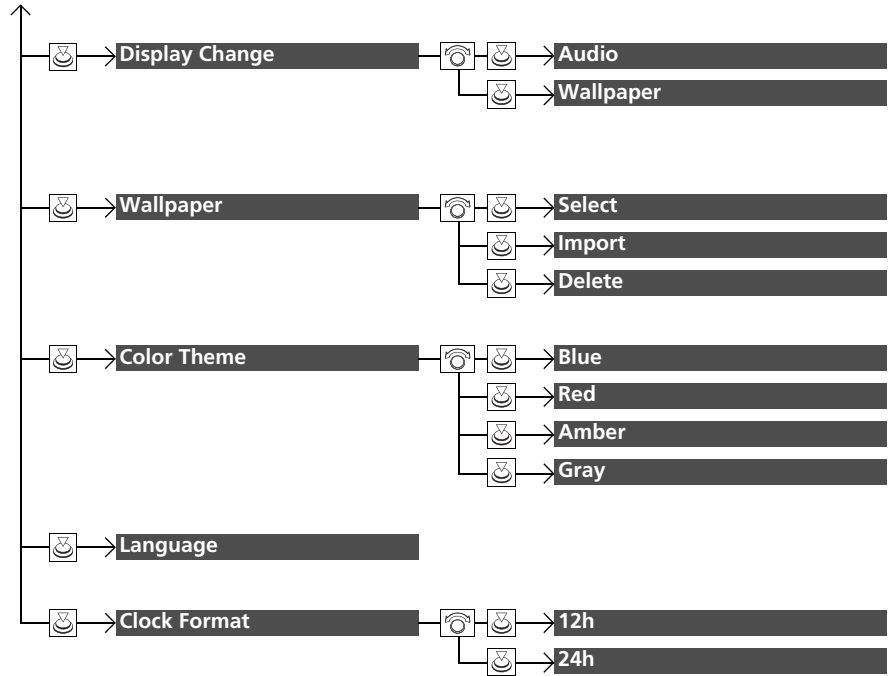 Display Change
Audio
Wallpaper
Wallpaper
Select
Import
Delete
Color Theme
Blue
Red
Amber
Gray
Language
Clock Format
12h
24h